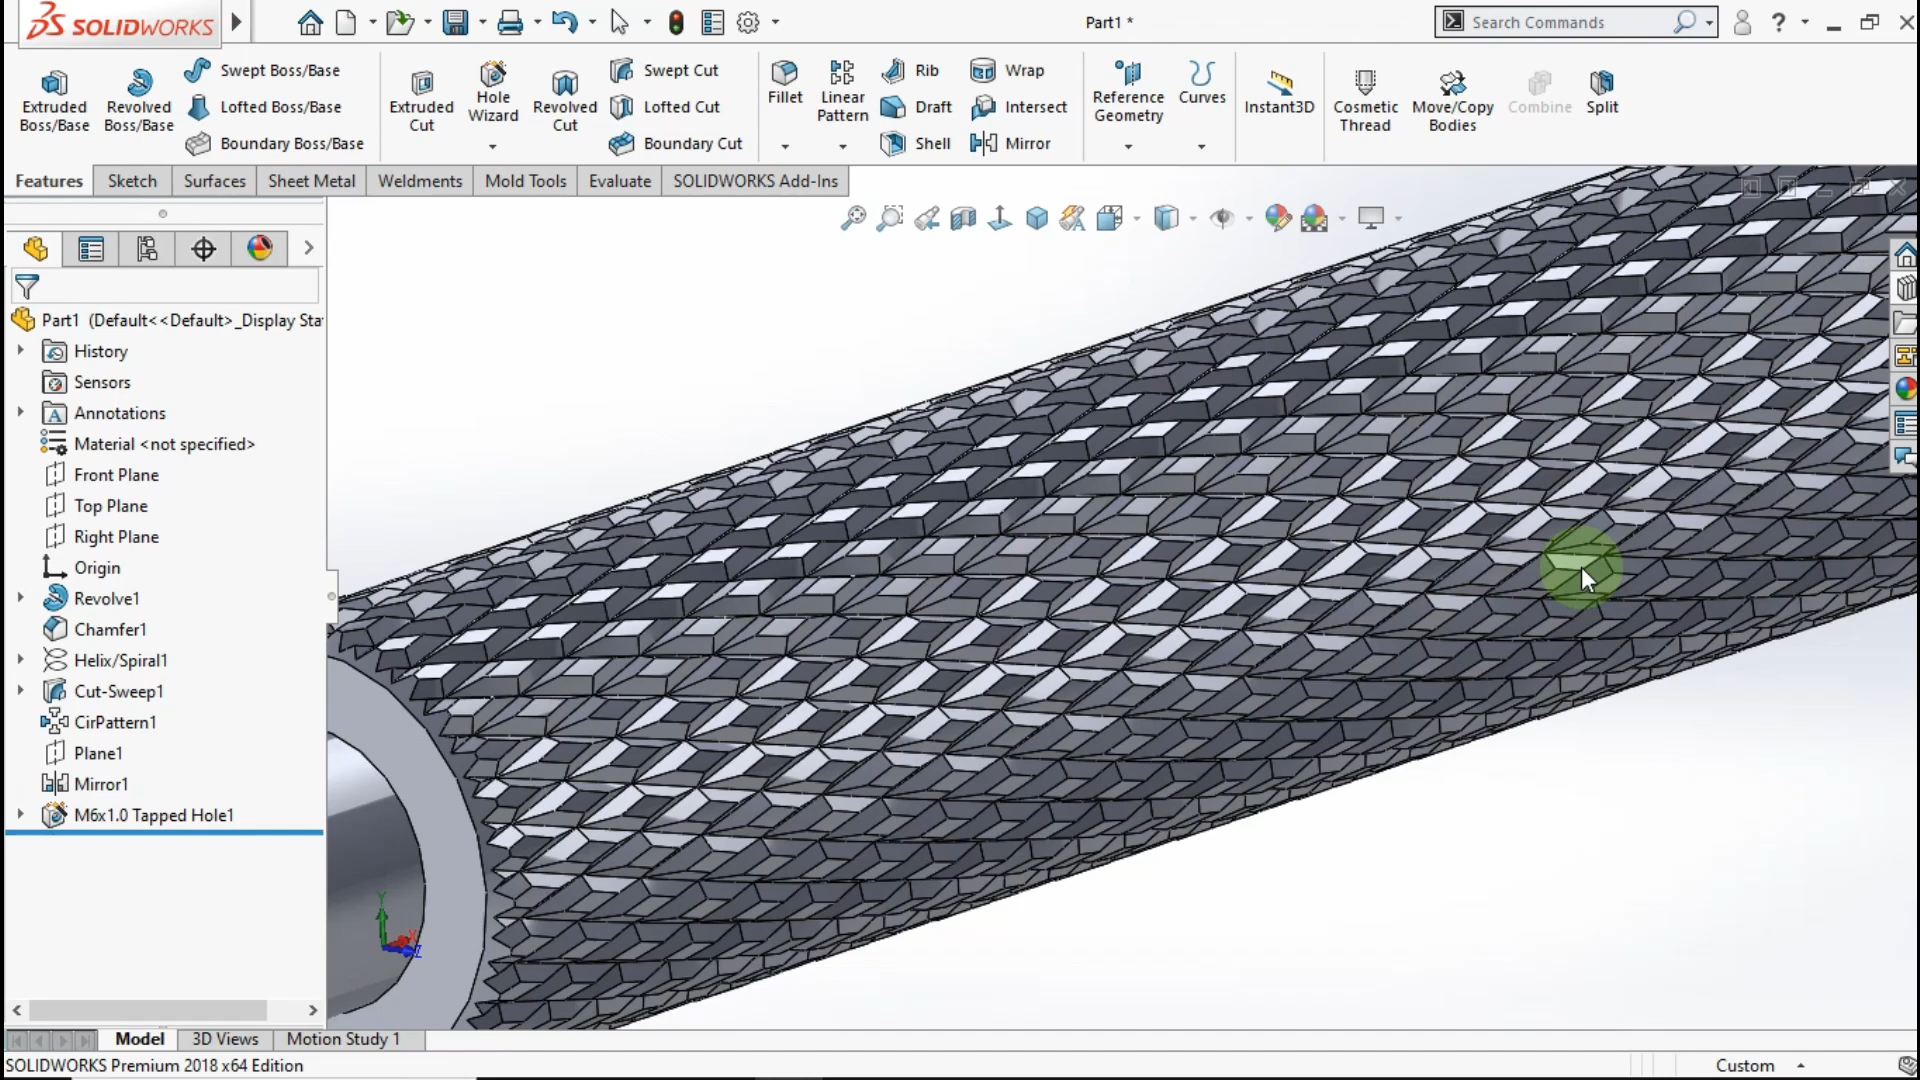 SOLIDWORKS
Part1 *
Search Commands
?
Extruded Boss/Base
Revolved Boss/Base
Swept Boss/Base
Lofted Boss/Base
Boundary Boss/Base
Extruded Cut
Hole Wizard
Revolved Cut
Swept Cut
Lofted Cut
Boundary Cut
Fillet
Linear Pattern
Rib
Draft
Shell
Wrap
Intersect
Mirror
Reference Geometry
Curves
Instant3D
Cosmetic Thread
Move/Copy Bodies
Combine
Split
Features
Sketch
Surfaces
Sheet Metal
Weldments
Mold Tools
Evaluate
SOLIDWORKS Add-Ins
Part1 (Default<<Default>_Display Sta
History
Sensors
Annotations
Material <not specified>
Front Plane
Top Plane
Right Plane
Origin
Revolve1
Chamfer1
Helix/Spiral1
Cut-Sweep1
CirPattern1
Plane1
Mirror1
M6x1.0 Tapped Hole1
Y
X
Z
Model
3D Views
Motion Study 1
SOLIDWORKS Premium 2018 x64 Edition
Custom